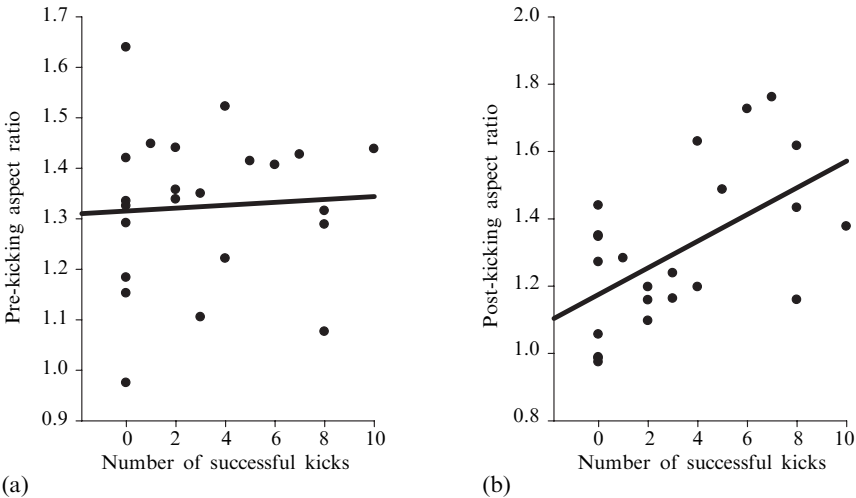 1.7
1.6
1.5
1.4
1.3
1.2
1.1
1.0
0.9
Pre-kicking aspect ratio
0 2 4 6 8 10
Number of successful kicks
(a)
2.0
1.8
1.6
1.4
1.2
1.0
0.8
Post-kicking aspect ratio
0 2 4 6 8 10
Number of successful kicks
(b)